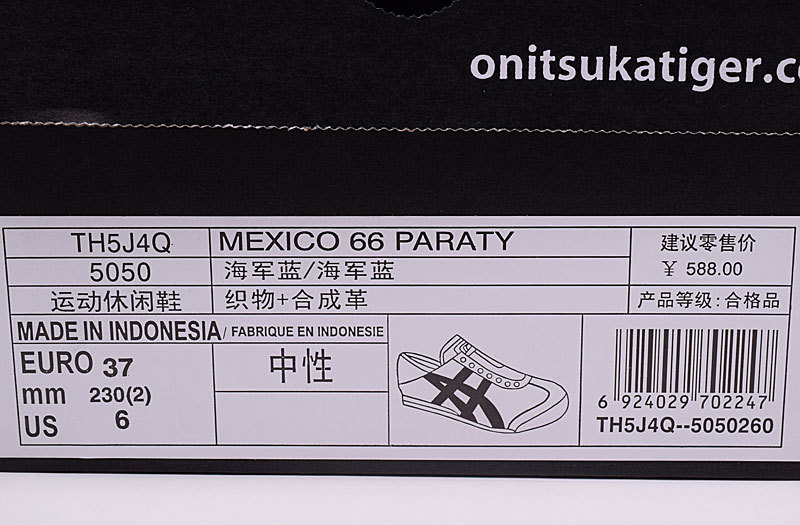 onitsukatiger.c
TH5J4Q
MEXICO 66 PARATY
建议零售价
5050
海军蓝/海军蓝
￥ 588.00
运动休闲鞋
织物+合成革
产品等级:合格品
MADE IN INDONESIA/ FABRIQUE EN INDONESIE
EURO 37
中性
mm 230(2)
US 6
6 924029 702247
TH5J4Q--5050260